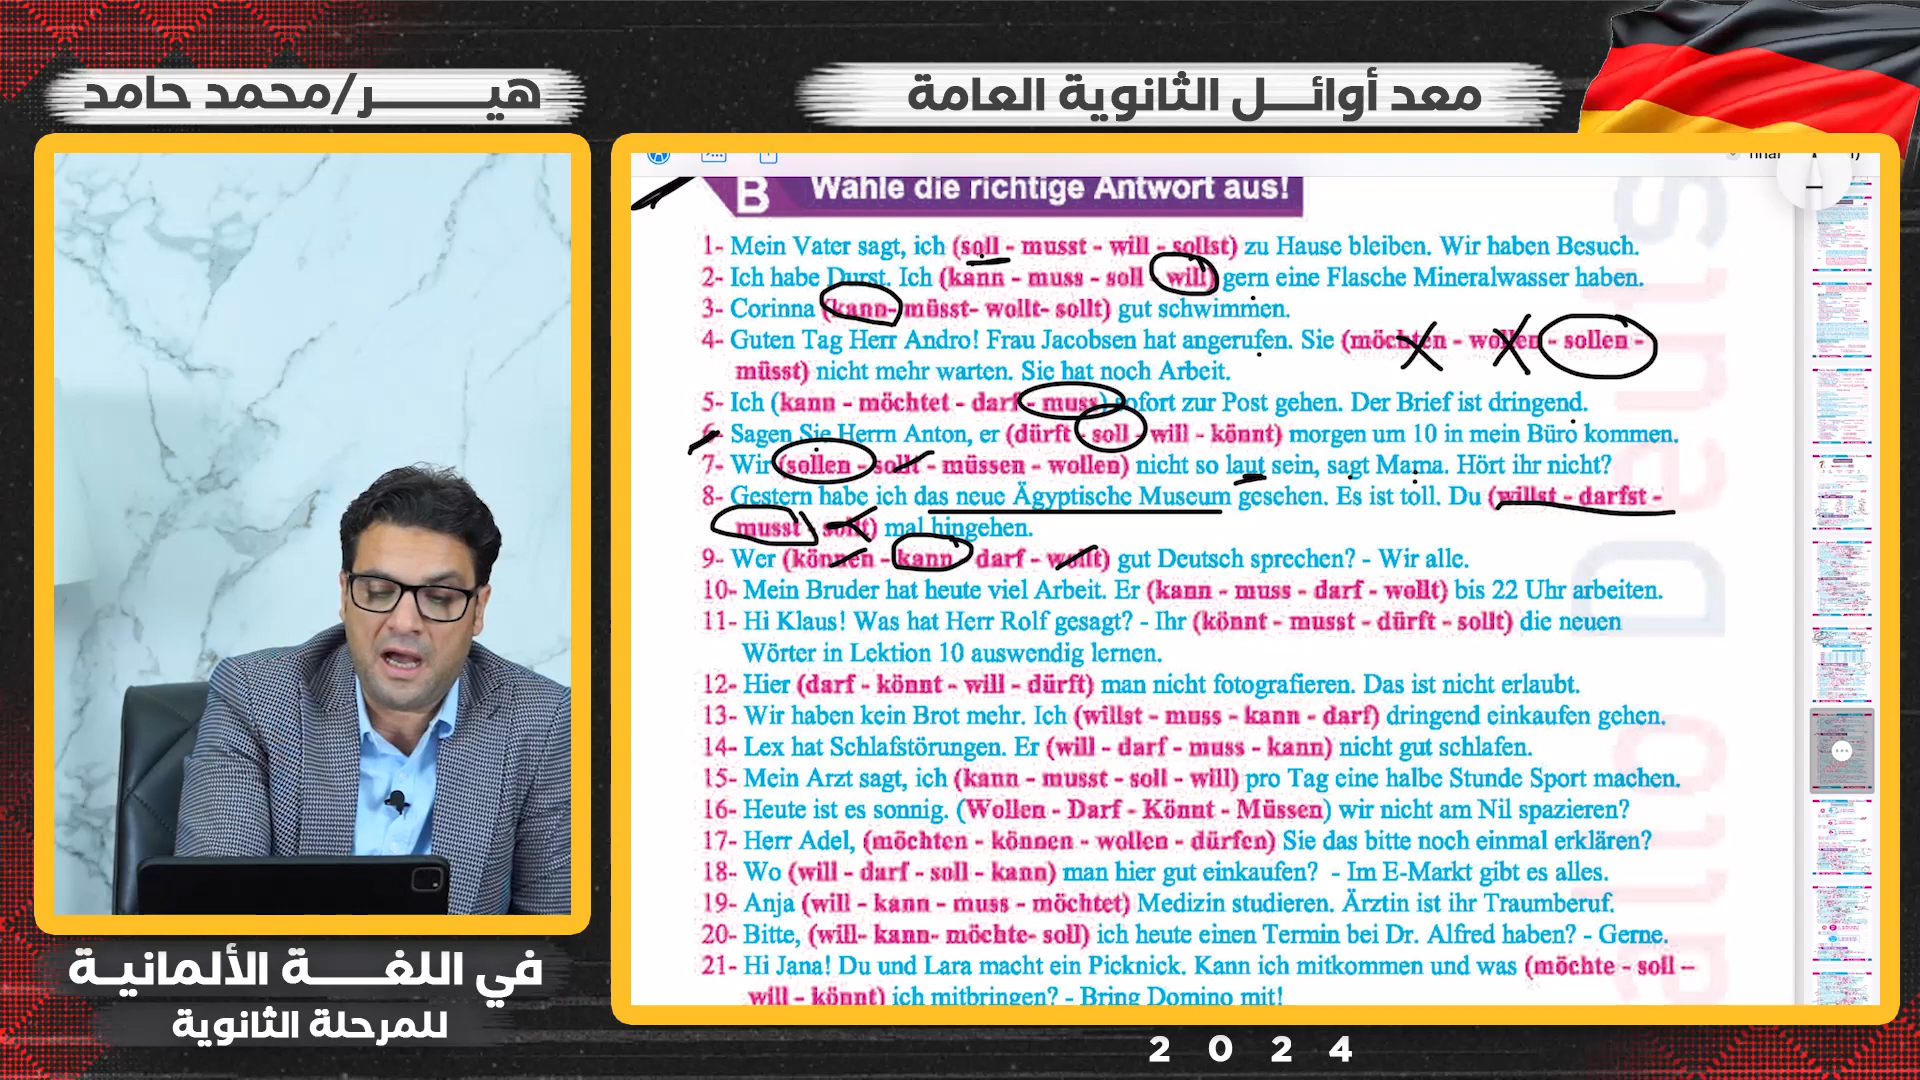 هيـــــر/محمد حامد
معد أوائـــل الثانوية العامة
B Wähle die richtige Antwort aus!
1- Mein Vater sagt, ich (soll - musst - will - sollst) zu Hause bleiben. Wir haben Besuch.
2- Ich habe Durst. Ich (kann - muss - soll will) gern eine Flasche Mineralwasser haben.
3- Corinna (kann- müsst- wollt- sollt) gut schwimmen.
4- Guten Tag Herr Andro! Frau Jacobsen hat angerufen. Sie (möchten - wollen - sollen -
müsst) nicht mehr warten. Sie hat noch Arbeit.
5- Ich (kann - möchtet - darf - muss) sofort zur Post gehen. Der Brief ist dringend.
6- Sagen Sie Herrn Anton, er (dürft - soll - will - könnt) morgen um 10 in mein Büro kommen.
7- Wir (sollen - sollt - müssen - wollen) nicht so laut sein, sagt Mama. Hört ihr nicht?
8- Gestern habe ich das neue Ägyptische Museum gesehen. Es ist toll. Du (willst - darfst -
musst - sollt) mal hingehen.
9- Wer (können - kann darf - wollt) gut Deutsch sprechen? - Wir alle.
10- Mein Bruder hat heute viel Arbeit. Er (kann - muss - darf - wollt) bis 22 Uhr arbeiten.
11- Hi Klaus! Was hat Herr Rolf gesagt? - Ihr (könnt - musst - dürft - sollt) die neuen
Wörter in Lektion 10 auswendig lernen.
12- Hier (darf - könnt - will - dürft) man nicht fotografieren. Das ist nicht erlaubt.
13- Wir haben kein Brot mehr. Ich (willst - muss - kann - darf) dringend einkaufen gehen.
14- Lex hat Schlafstörungen. Er (will - darf - muss - kann) nicht gut schlafen.
15- Mein Arzt sagt, ich (kann - musst - soll - will) pro Tag eine halbe Stunde Sport machen.
16- Heute ist es sonnig. (Wollen - Darf - Könnt - Müssen) wir nicht am Nil spazieren?
17- Herr Adel, (möchten - können - wollen - dürfen) Sie das bitte noch einmal erklären?
18- Wo (will - darf - soll - kann) man hier gut einkaufen? - Im E-Markt gibt es alles.
19- Anja (will - kann - muss - möchtet) Medizin studieren. Ärztin ist ihr Traumberuf.
20- Bitte, (will- kann- möchte- soll) ich heute einen Termin bei Dr. Alfred haben? - Gerne.
21- Hi Jana! Du und Lara macht ein Picknick. Kann ich mitkommen und was (möchte - soll –
will - könnt) ich mitbringen? - Bring Domino mit!
في اللغـــــة الألمانيـة
للمرحلة الثانوية
2 0 2 4